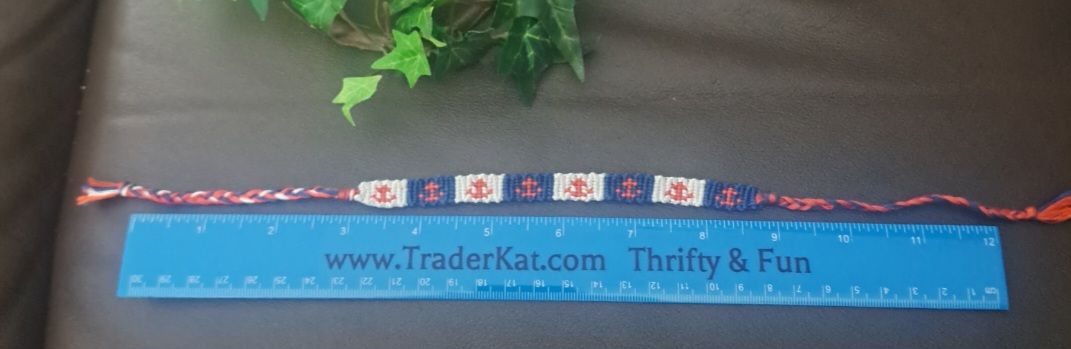 1 2 3 4 5 6 7 8 9 10 11 12
www.TraderKat.com Thrifty & Fun
cm 1 2 3 4 5 6 7 8 9 10 11 12 13 14 15 16 17 18 19 20 21 22 23 24 25 26 27 28 29 30